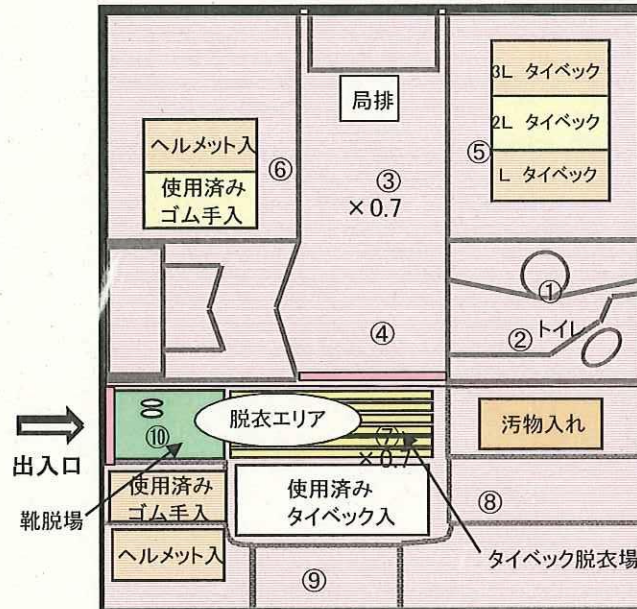 3L タイベック
局排
2L タイベック
ヘルメット入
⑥
⑤
③
L タイベック
使用済み
ゴム手入
×0.7
①
④
②
トイレ
脱衣エリア
汚物入れ
⑩
⑦
×0.7
出入口
使用済み
ゴム手入
使用済み
タイベック入
⑧
靴脱場
ヘルメット入
タイベック脱衣場
⑨